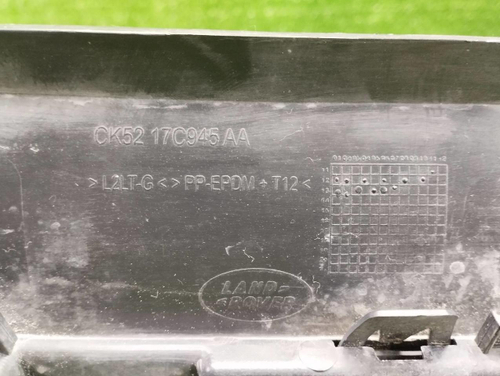 CK52 17C945 AA
>L2LT-G<>PP-EPDM+T12<
LAND-
ROVER